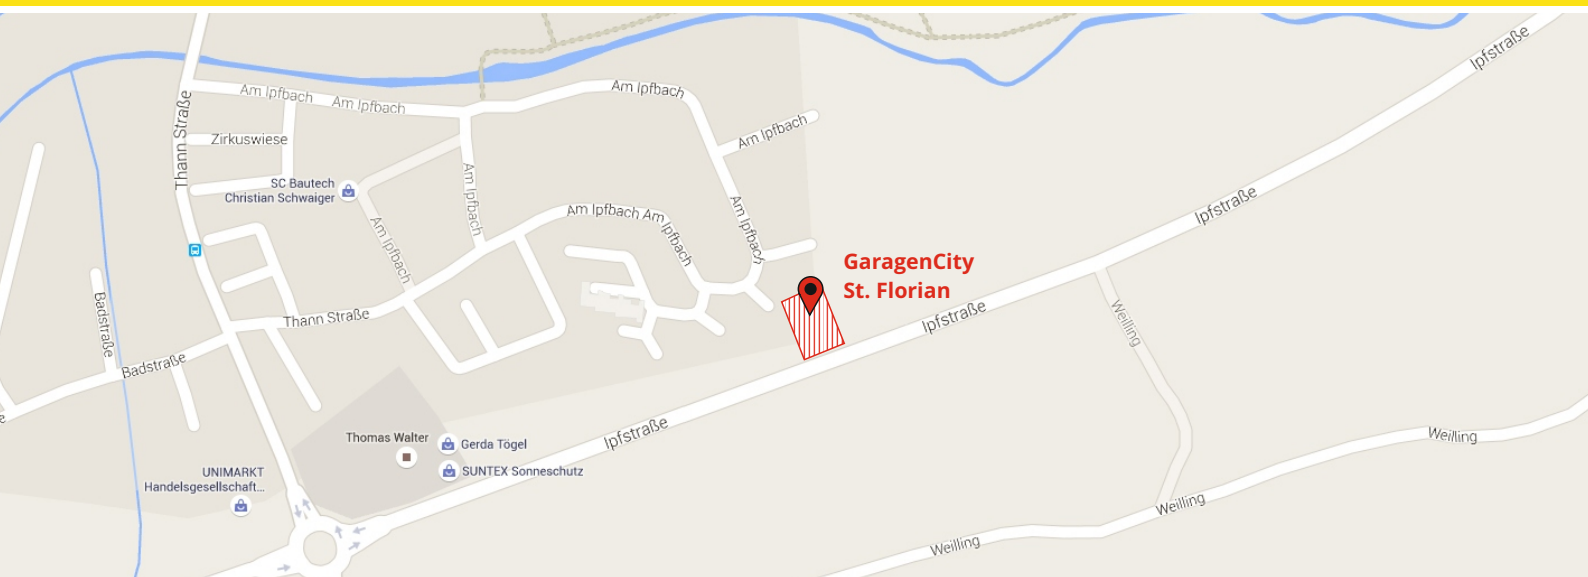 Ipfstraße
Am Ipfbach
Am Ipfbach
Am Ipfbach
Thann Straße
Zirkuswiese
Am Ipfbach
SC Bautech
Christian Schwaiger
Am Ipfbach
Am Ipfbach
Ipfstraße
Am Ipfbach
Am Ipfbach
Am Ipfbach
Am
GaragenCity
St. Florian
Badstraße
Thann Straße
Ipfstraße
Weilling
Badstraße
Thomas Walter
Gerda Tögel
Ipfstraße
Weilling
UNIMARKT
Handelsgesellschaft...
SUNTEX Sonneschutz
Weilling
Weilling